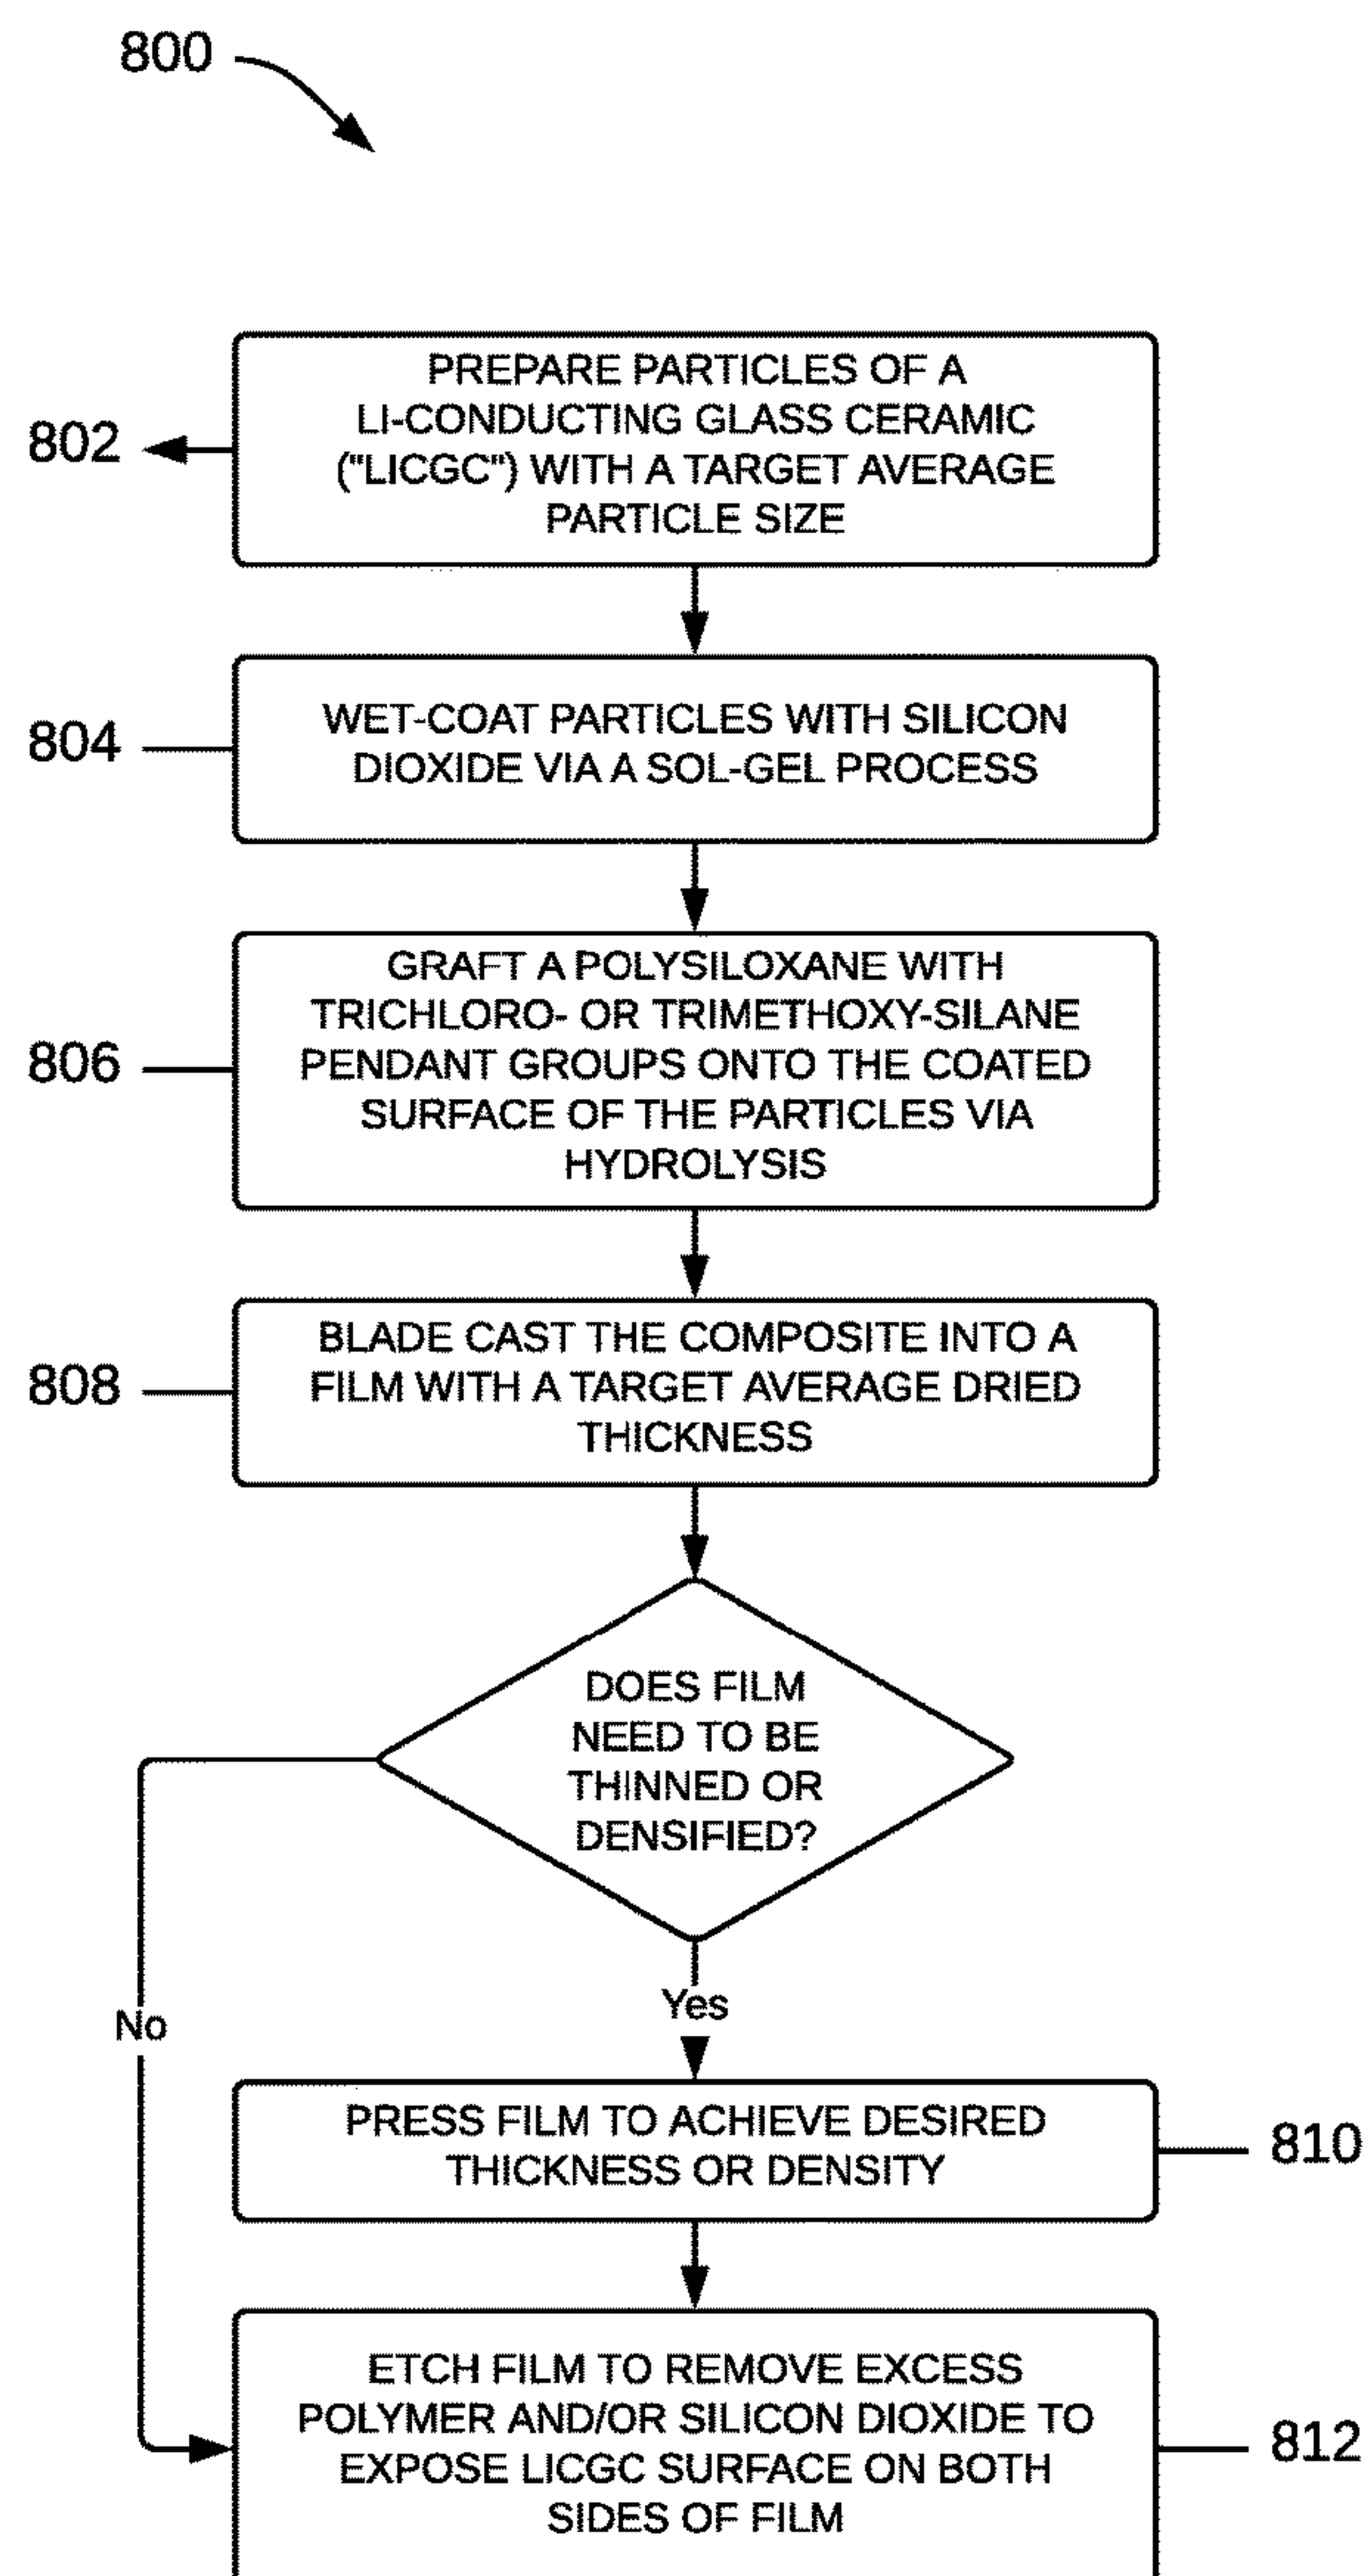 800
PREPARE PARTICLES OF A
LI-CONDUCTING GLASS CERAMIC
802
("LICGC") WITH A TARGET AVERAGE
PARTICLE SIZE
WET-COAT PARTICLES WITH SILICON
804
DIOXIDE VIA A SOL-GEL PROCESS
GRAFT A POLYSILOXANE WITH
TRICHLORO- OR TRIMETHOXY-SILANE
806
PENDANT GROUPS ONTO THE COATED
SURFACE OF THE PARTICLES VIA
HYDROLYSIS
BLADE CAST THE COMPOSITE INTO A
808
FILM WITH A TARGET AVERAGE DRIED
THICKNESS
DOES FILM
NEED TO BE
THINNED OR
DENSIFIED?
Yes
No
PRESS FILM TO ACHIEVE DESIRED
THICKNESS OR DENSITY
810
ETCH FILM TO REMOVE EXCESS
POLYMER AND/OR SILICON DIOXIDE TO
EXPOSE LICGC SURFACE ON BOTH
SIDES OF FILM
812